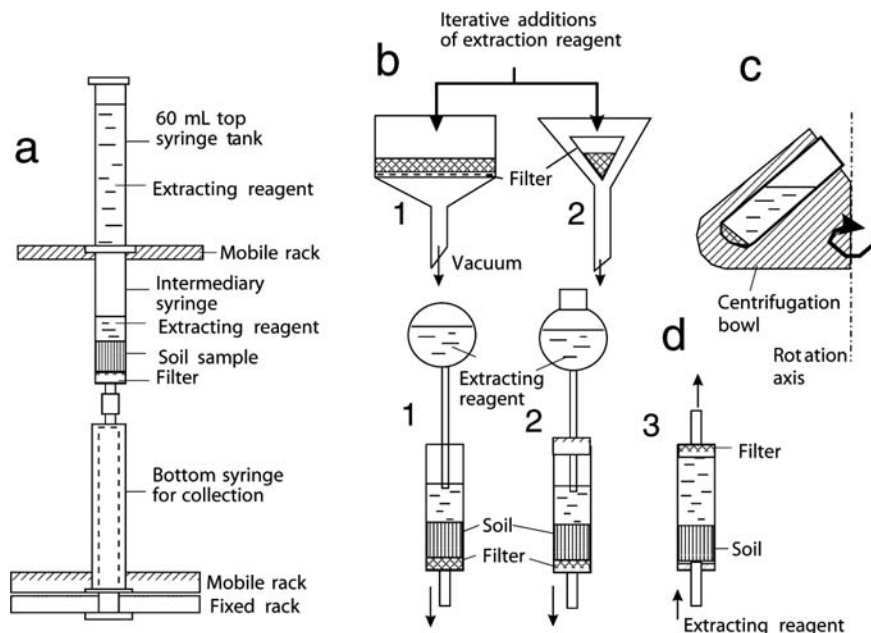 Iterative additions
of extraction reagent
a
60 mL top
syringe tank
Extracting reagent
Mobile rack
Intermediary
syringe
Extracting reagent
Soil sample
Filter
Bottom syringe
for collection
Mobile rack
Fixed rack
b
Filter
1
2
Vacuum
c
Centrifugation
bowl
Rotation
axis
d
Extracting
reagent
1
2
3
Soil
Filter
Filter
Soil
Extracting reagent